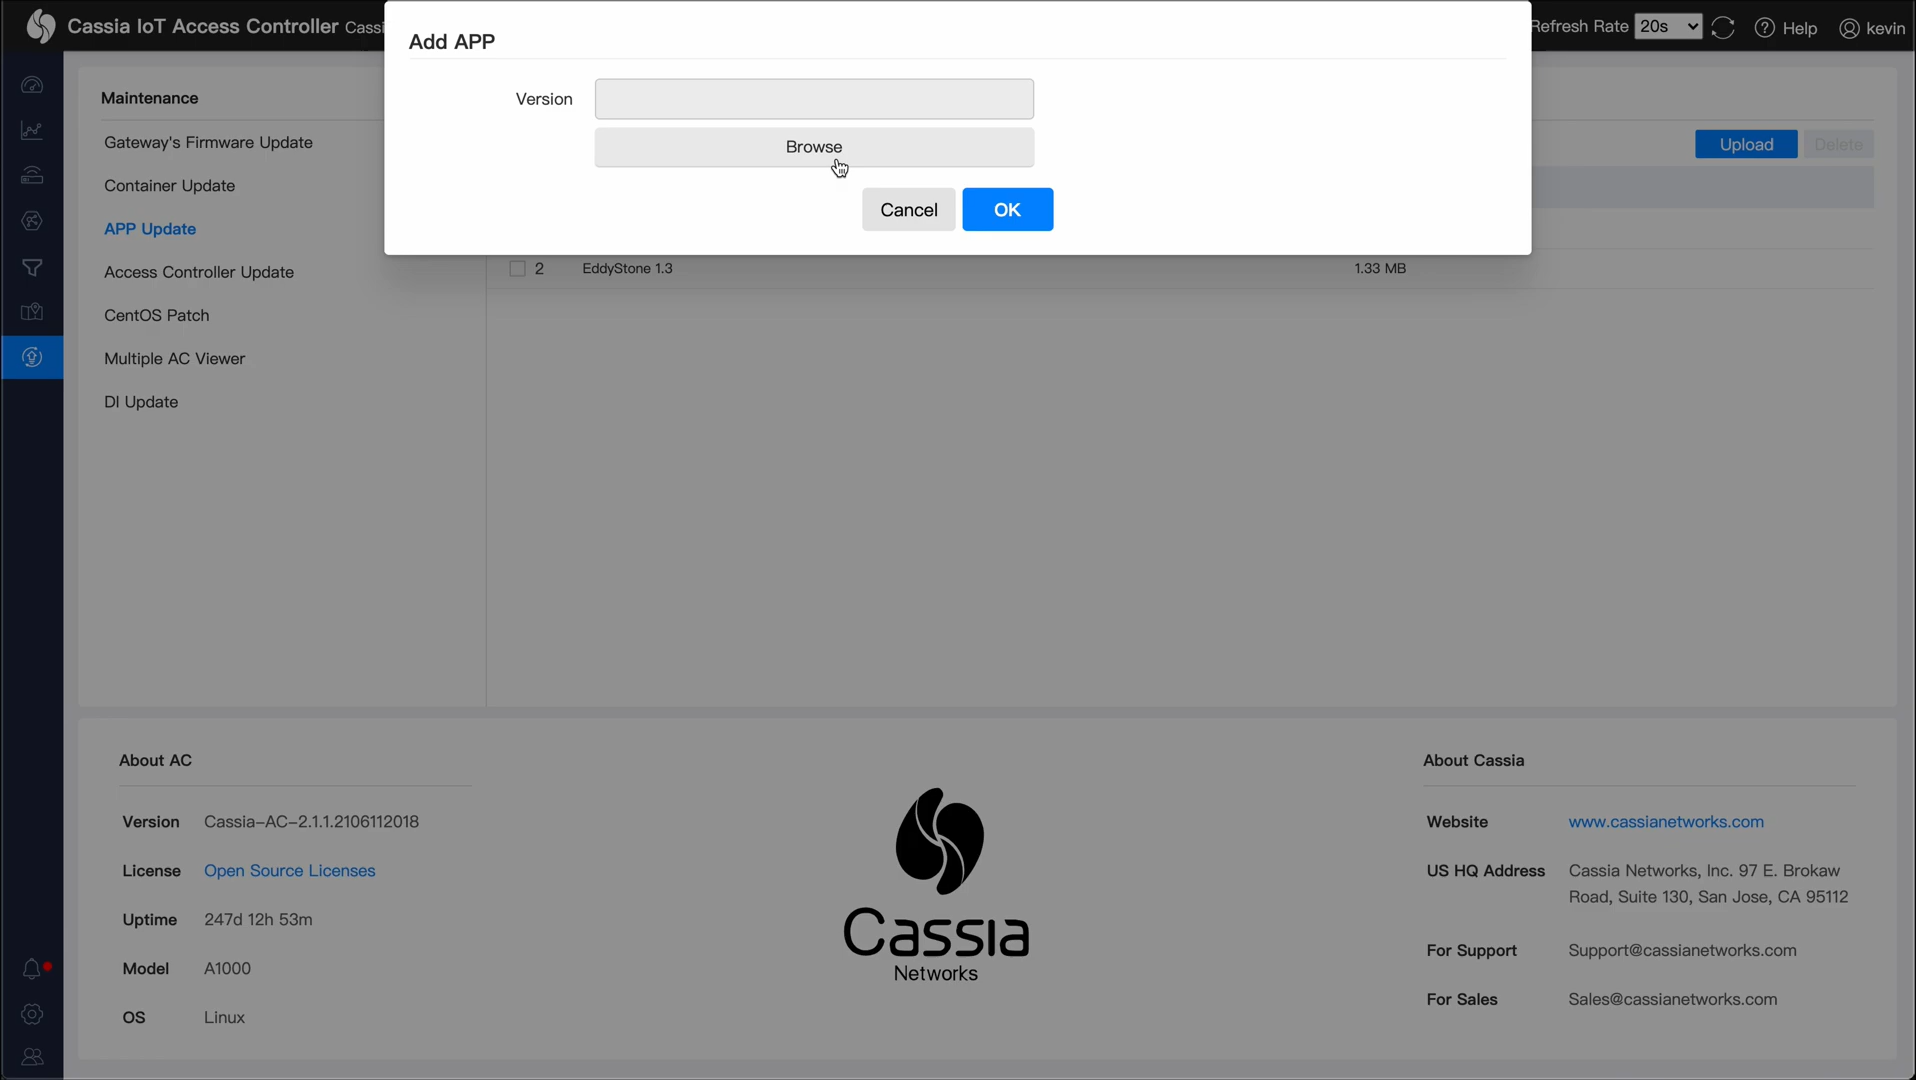 Cassia IoT Access Controller Cassi
Refresh Rate 20s Help kevin
Add APP
Version
Browse
Cancel OK
Maintenance
Gateway's Firmware Update
Container Update
APP Update
Access Controller Update
CentOS Patch
Multiple AC Viewer
DI Update
Upload Delete
2 EddyStone 1.3 1.33 MB
About AC
Version Cassia-AC-2.1.1.2106112018
License Open Source Licenses
Uptime 247d 12h 53m
Model A1000
OS Linux
Cassia
Networks
About Cassia
Website www.cassianetworks.com
US HQ Address Cassia Networks, Inc. 97 E. Brokaw
Road, Suite 130, San Jose, CA 95112
For Support Support@cassianetworks.com
For Sales Sales@cassianetworks.com